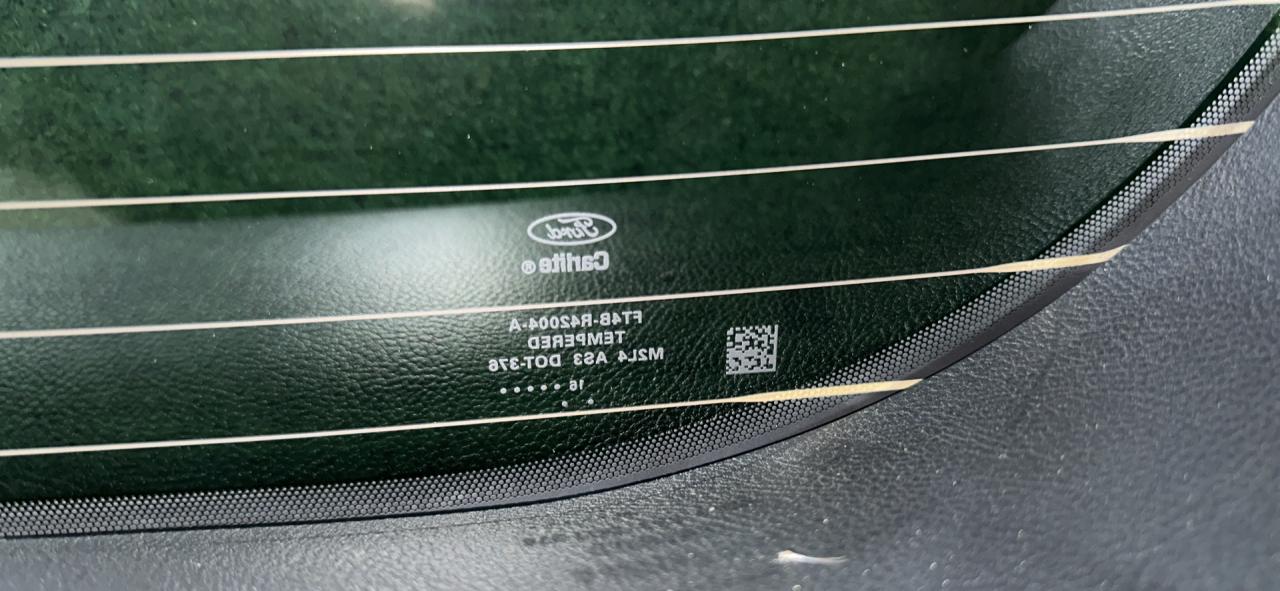 Ford
Carlite®
FT4B-R42004-A
TEMPERED
M2L4 AS3 DOT-376
16